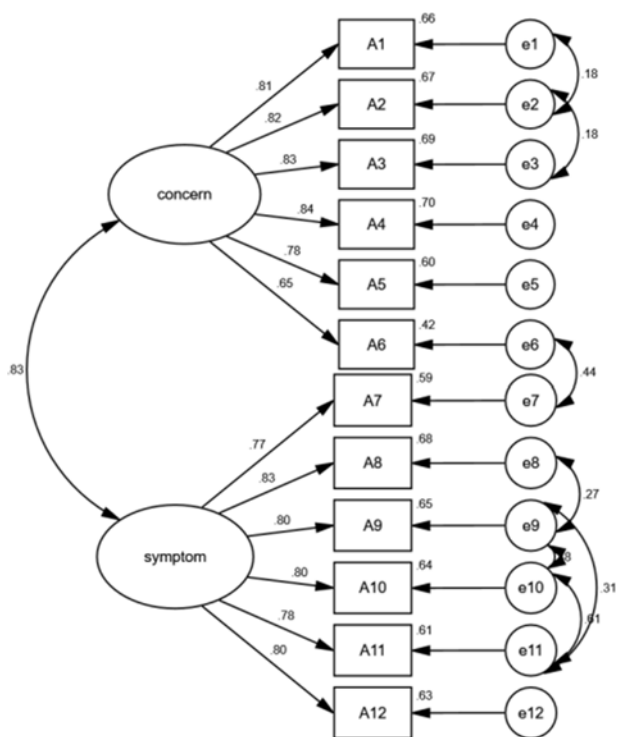 .66
A1
e1
.81
.18
.67
A2
e2
.82
.18
.69
A3
e3
.83
concern
.70
A4
e4
.84
.60
A5
e5
.78
.42
A6
e6
.65
.44
.83
.59
A7
e7
.77
.68
A8
e8
.83
.27
.65
A9
e9
.80
symptom
.64
A10
e10
.80
.31
.61
.61
A11
e11
.78
.63
A12
e12
.80